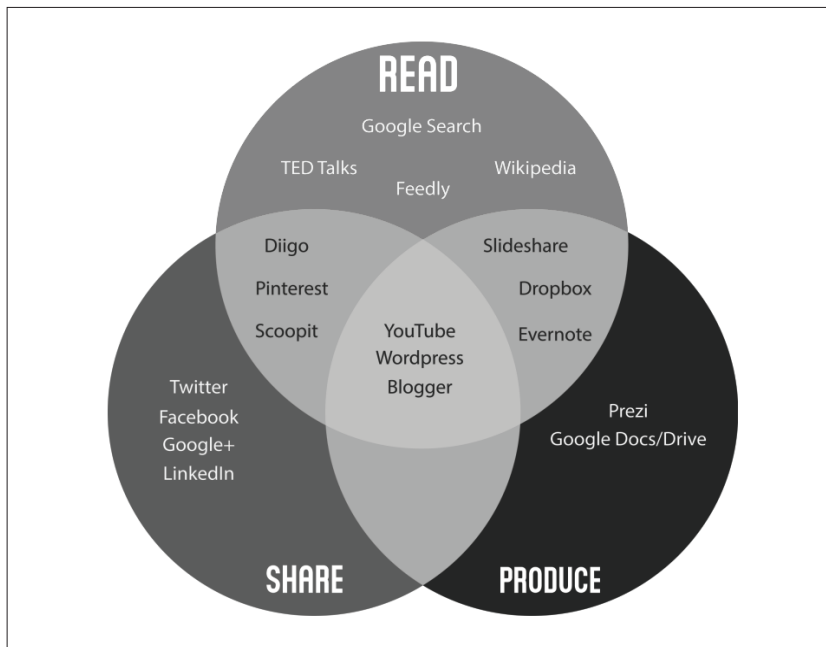 READ
Google Search
TED Talks
Wikipedia
Feedly
Diigo
Slideshare
Pinterest
Dropbox
Scoopit
YouTube
Evernote
Wordpress
Blogger
Twitter
Facebook
Google+
LinkedIn
Prezi
Google Docs/Drive
SHARE
PRODUCE